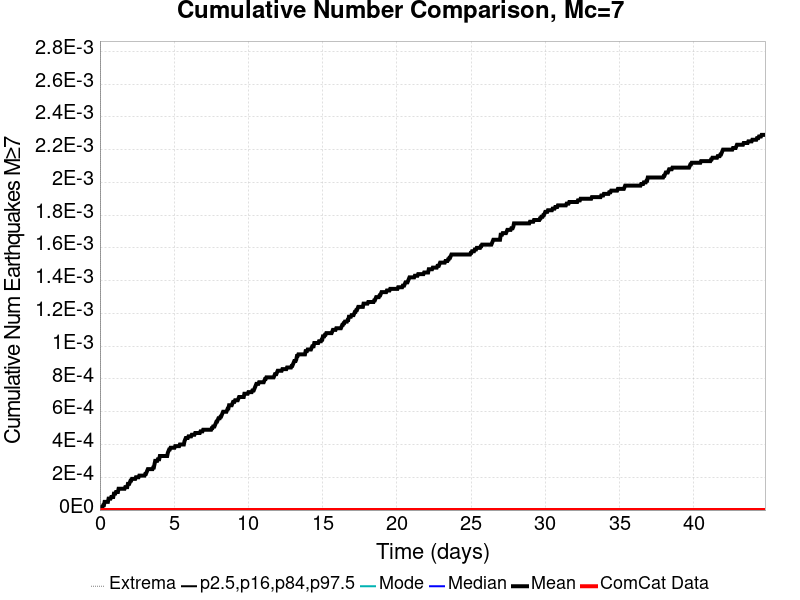 Cumulative Number Comparison, Mc=7
Cumulative Num Earthquakes M≥7
2.8E-3
2.6E-3
2.4E-3
2.2E-3
2E-3
1.8E-3
1.6E-3
1.4E-3
1.2E-3
1E-3
8E-4
6E-4
4E-4
2E-4
0E0
0 5 10 15 20 25 30 35 40
Time (days)
Extrema p2.5,p16,p84,p97.5 Mode Median Mean ComCat Data